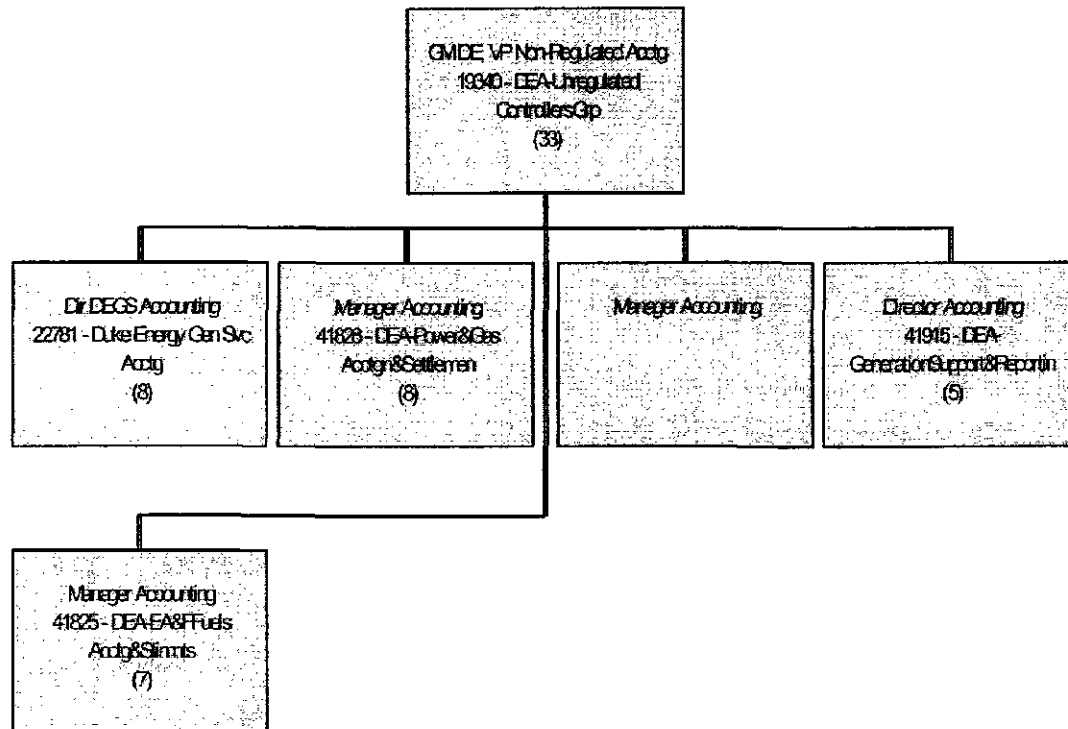 GMDE, VP Non-Regulated Acctg
19340 - DEA-Unregulated
ControllersGrp
(33)
Dir DEGS Accounting
22781 - Duke Energy Gen Svc
Acctg
(8)
Manager Accounting
41826 - DEA-Power&Gas
Acctgn&Settlemen
(8)
Manager Accounting
Director Accounting
41915 - DEA-
GenerationSupport&Reportin
(5)
Manager Accounting
41825 - DEA-EA&FFuels
Acctg&Stlmnts
(7)